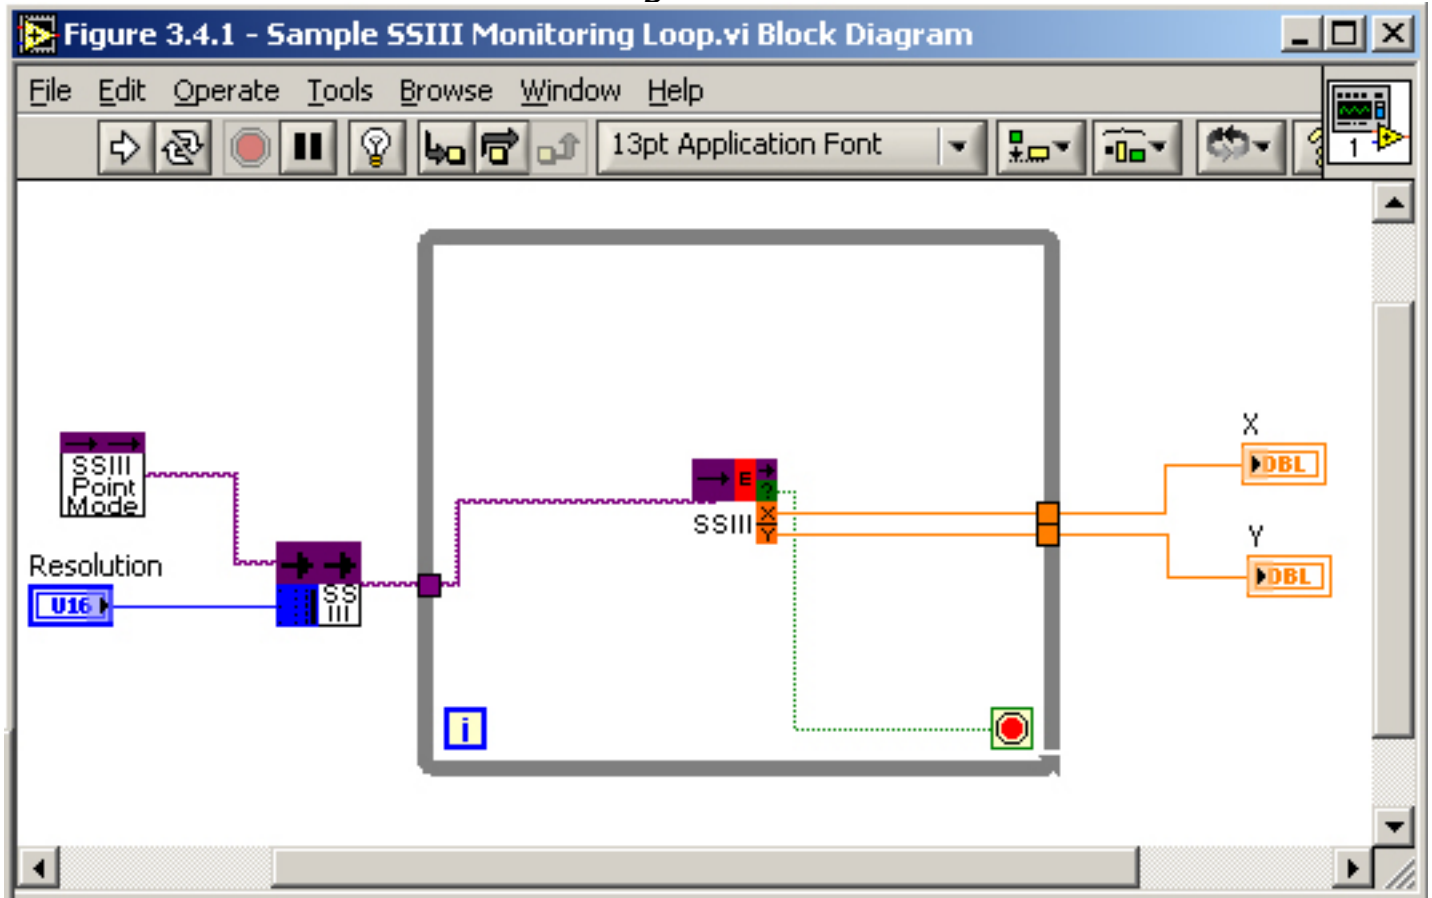 Figure 3.4.1 - Sample SSIII Monitoring Loop.vi Block Diagram
File Edit Operate Tools Browse Window Help
13pt Application Font
1
X
DBL
SSIII
Point
Mode
E
?
SSIII
X
Y
Y
DBL
Resolution
U16
SS
III
i